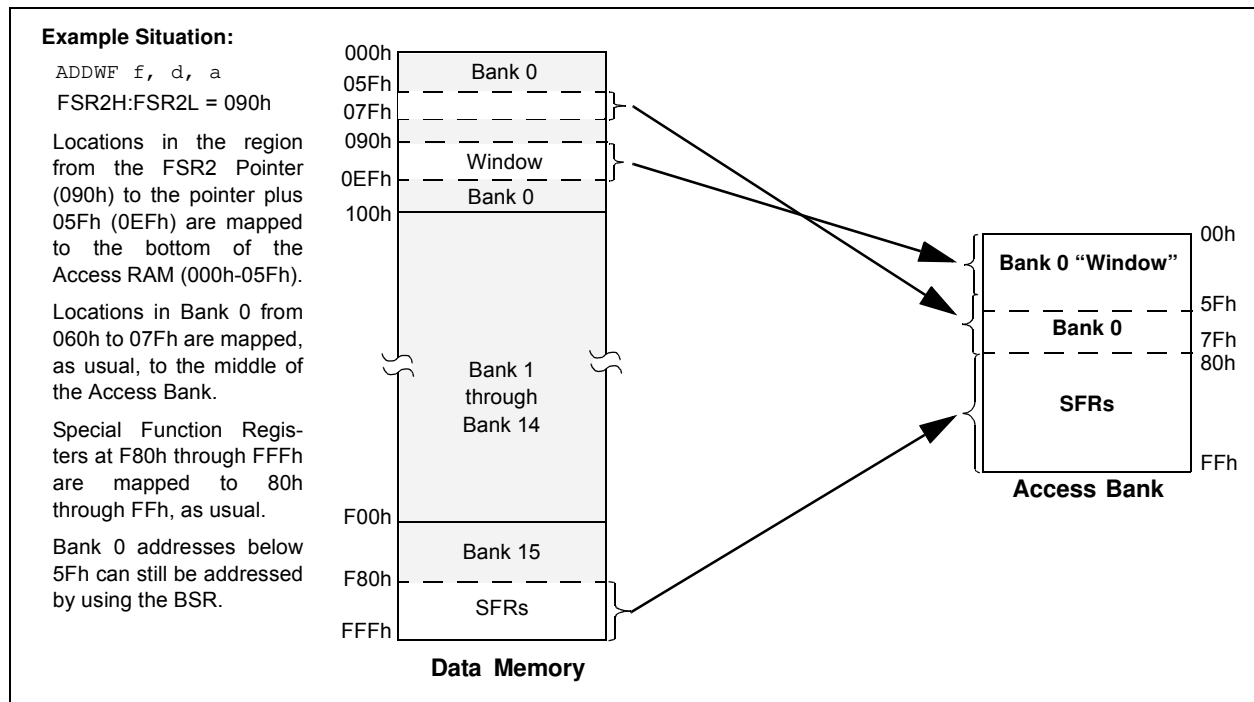 Example Situation:
ADDWF f, d, a
FSR2H:FSR2L = 090h
Locations in the region
from the FSR2 Pointer
(090h) to the pointer plus
05Fh (0EFh) are mapped
to the bottom of the
Access RAM (000h-05Fh).
Locations in Bank 0 from
060h to 07Fh are mapped,
as usual, to the middle of
the Access Bank.
Special Function Regis-
ters at F80h through FFFh
are mapped to 80h
through FFh, as usual.
Bank 0 addresses below
5Fh can still be addressed
by using the BSR.
000h
05Fh
07Fh
090h
0EFh
100h
F00h
F80h
FFFh
Bank 0
Window
Bank 0
Bank 1
through
Bank 14
Bank 15
SFRs
Data Memory
00h
5Fh
7Fh
80h
FFh
Bank 0 “Window”
Bank 0
SFRs
Access Bank